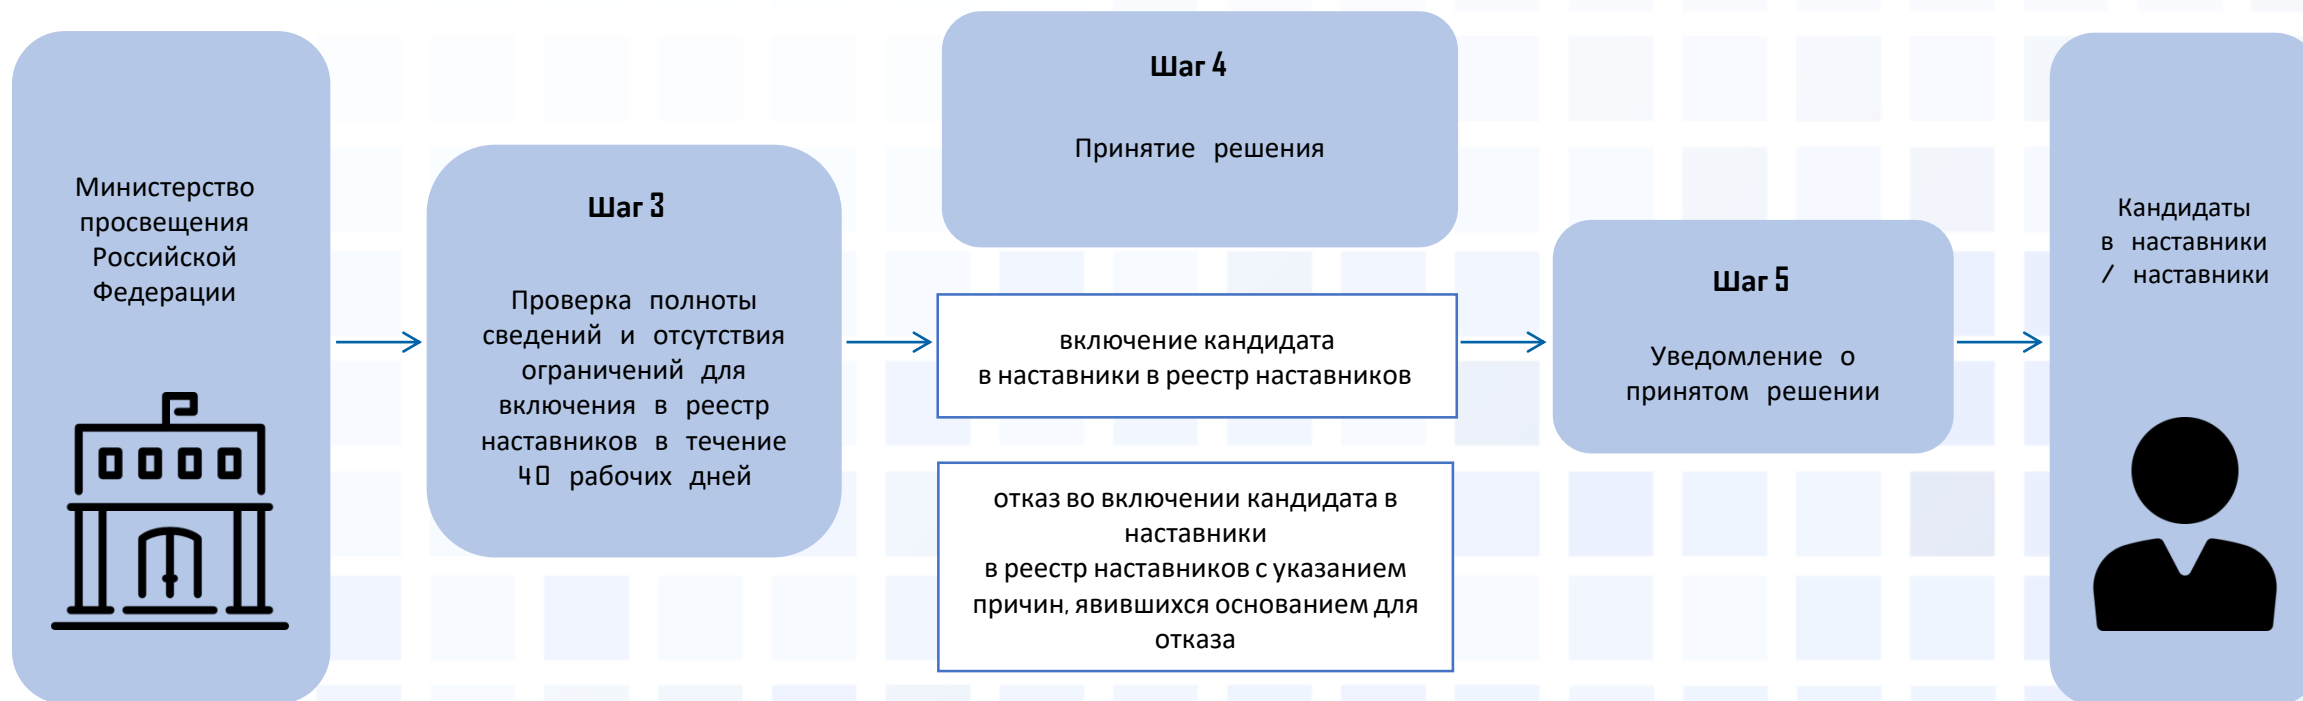 Министерство
просвещения
Российской
Федерации
Шаг 3
Проверка полноты
сведений и отсутствия
ограничений для
включения в реестр
наставников в течение
40 рабочих дней
Шаг 4
Принятие решения
включение кандидата
в наставники в реестр наставников
отказ во включении кандидата в
наставники
в реестр наставников с указанием
причин, явившихся основанием для
отказа
Шаг 5
Уведомление о
принятом решении
Кандидаты
в наставники
/ наставники